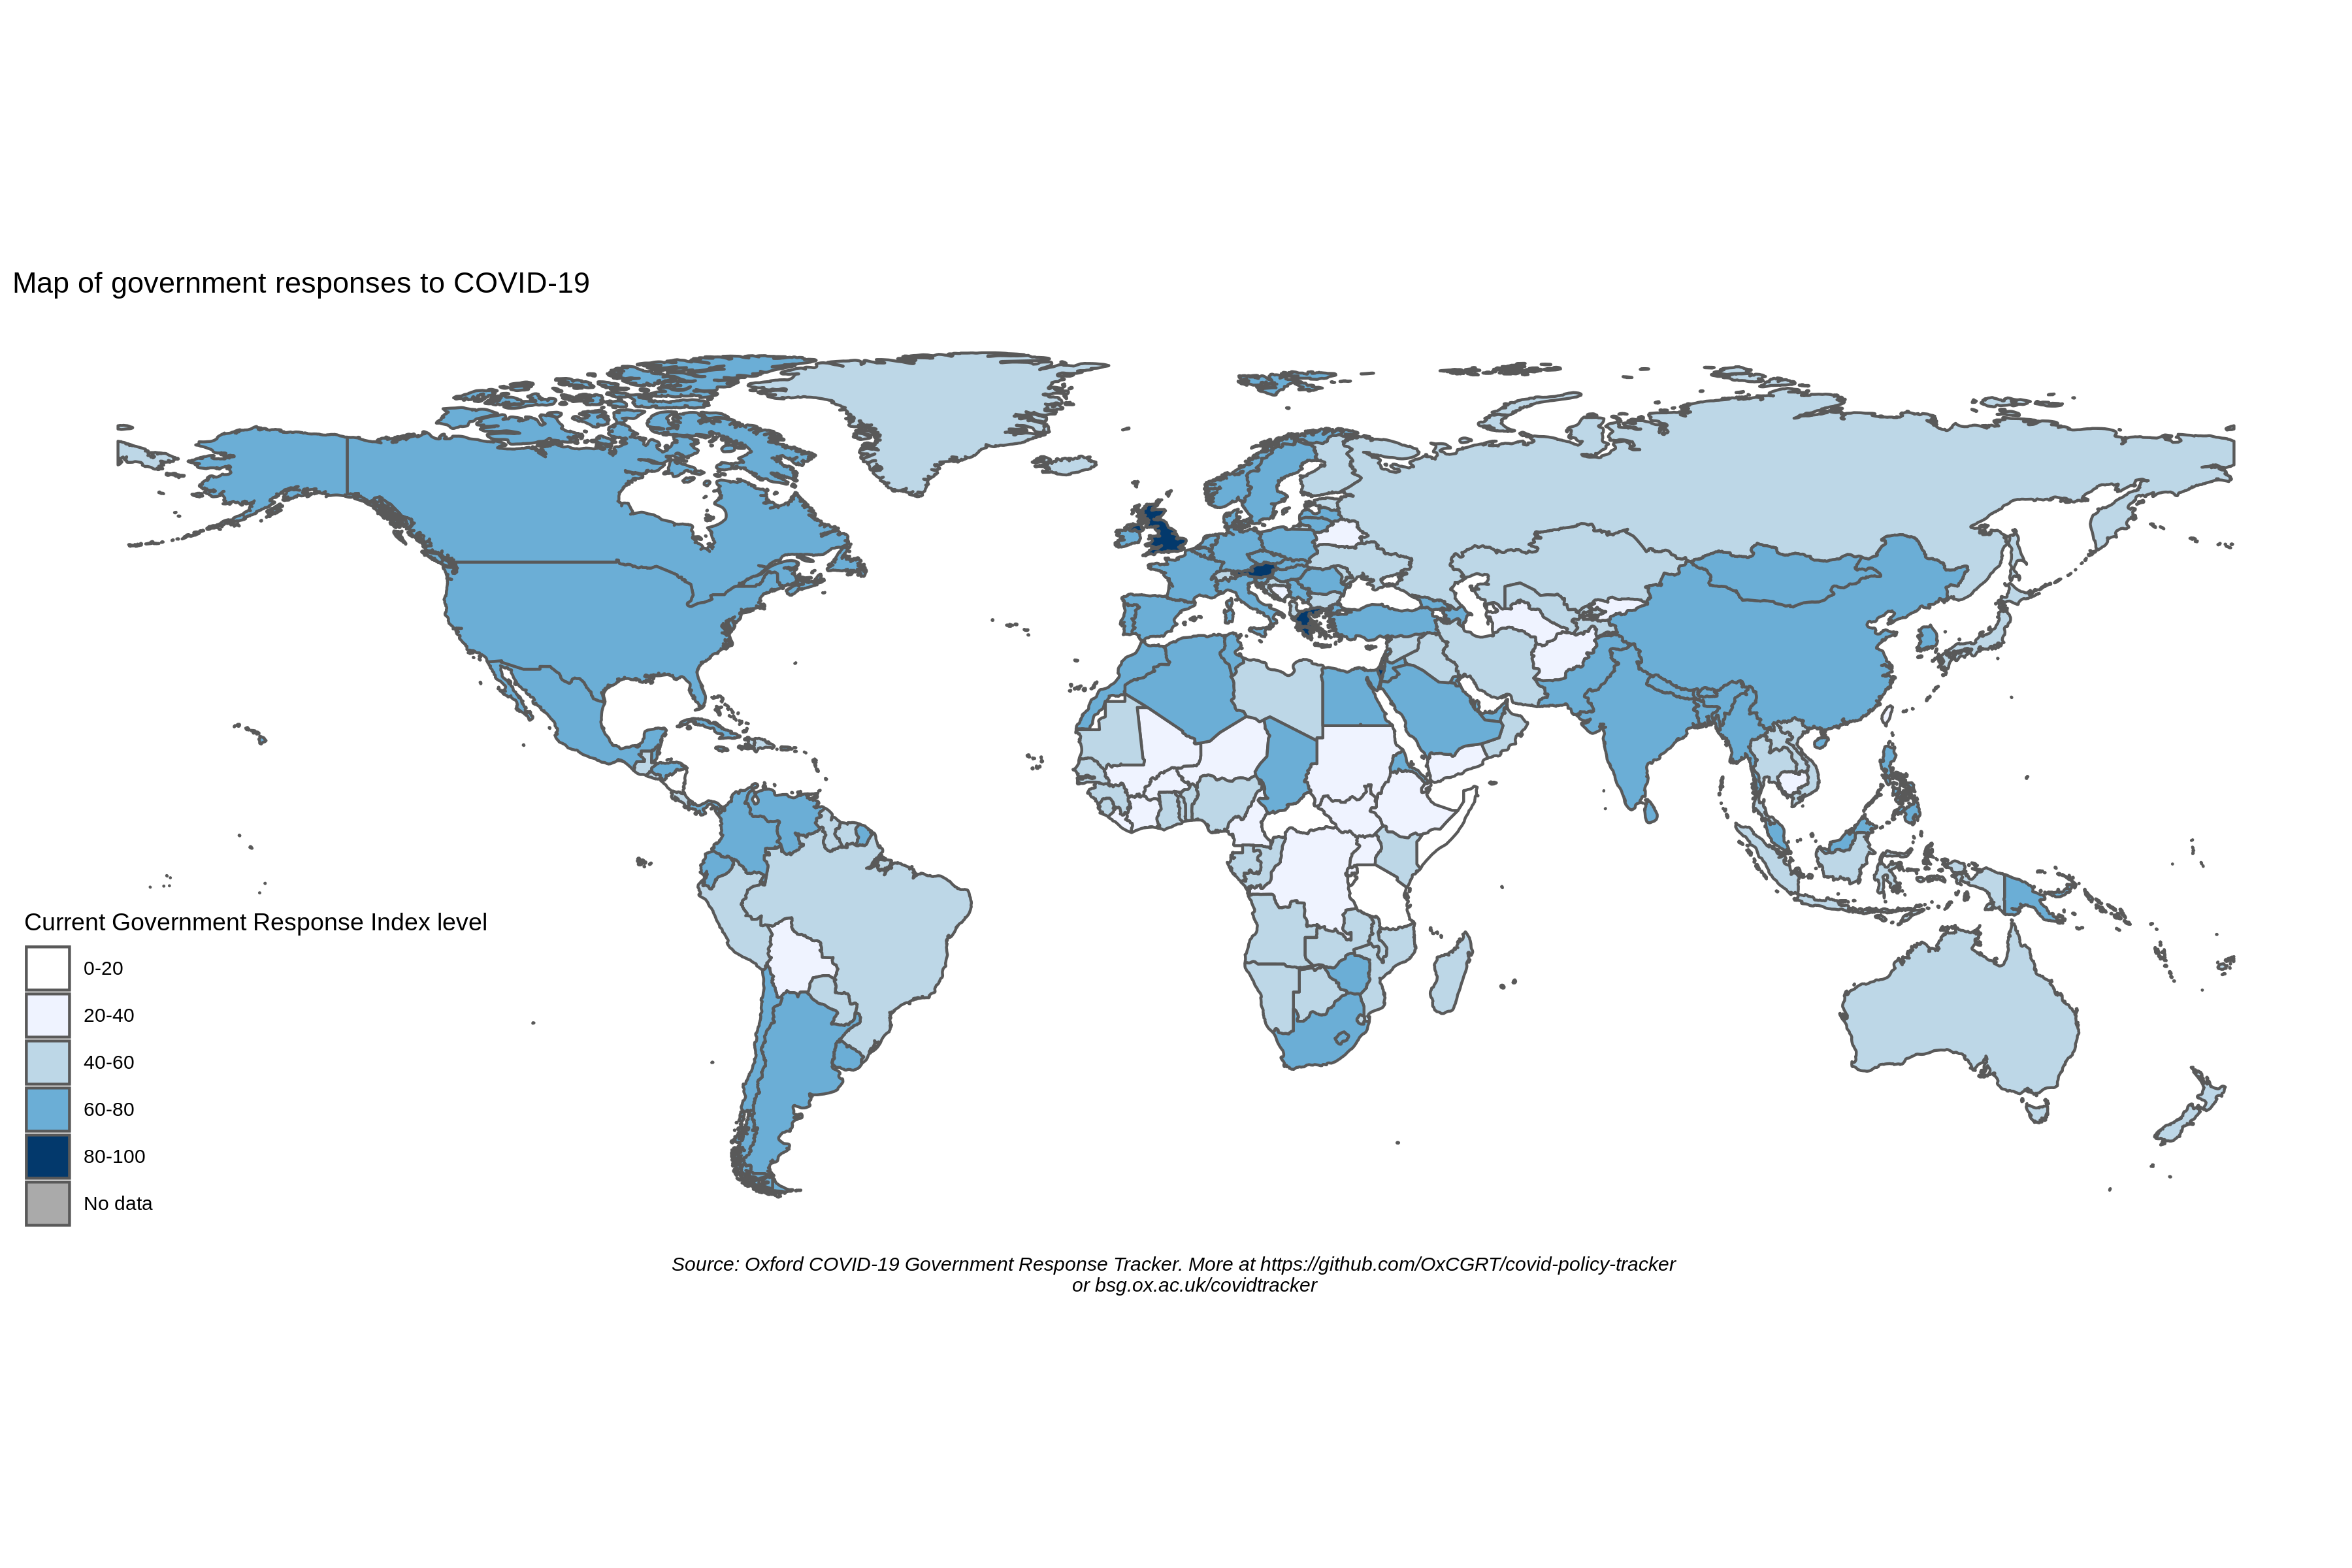 Map of government responses to COVID-19
Current Government Response Index level
0-20
20-40
40-60
60-80
80-100
No data
Source: Oxford COVID-19 Government Response Tracker. More at https://github.com/OxCGRT/covid-policy-tracker
or bsg.ox.ac.uk/covidtracker